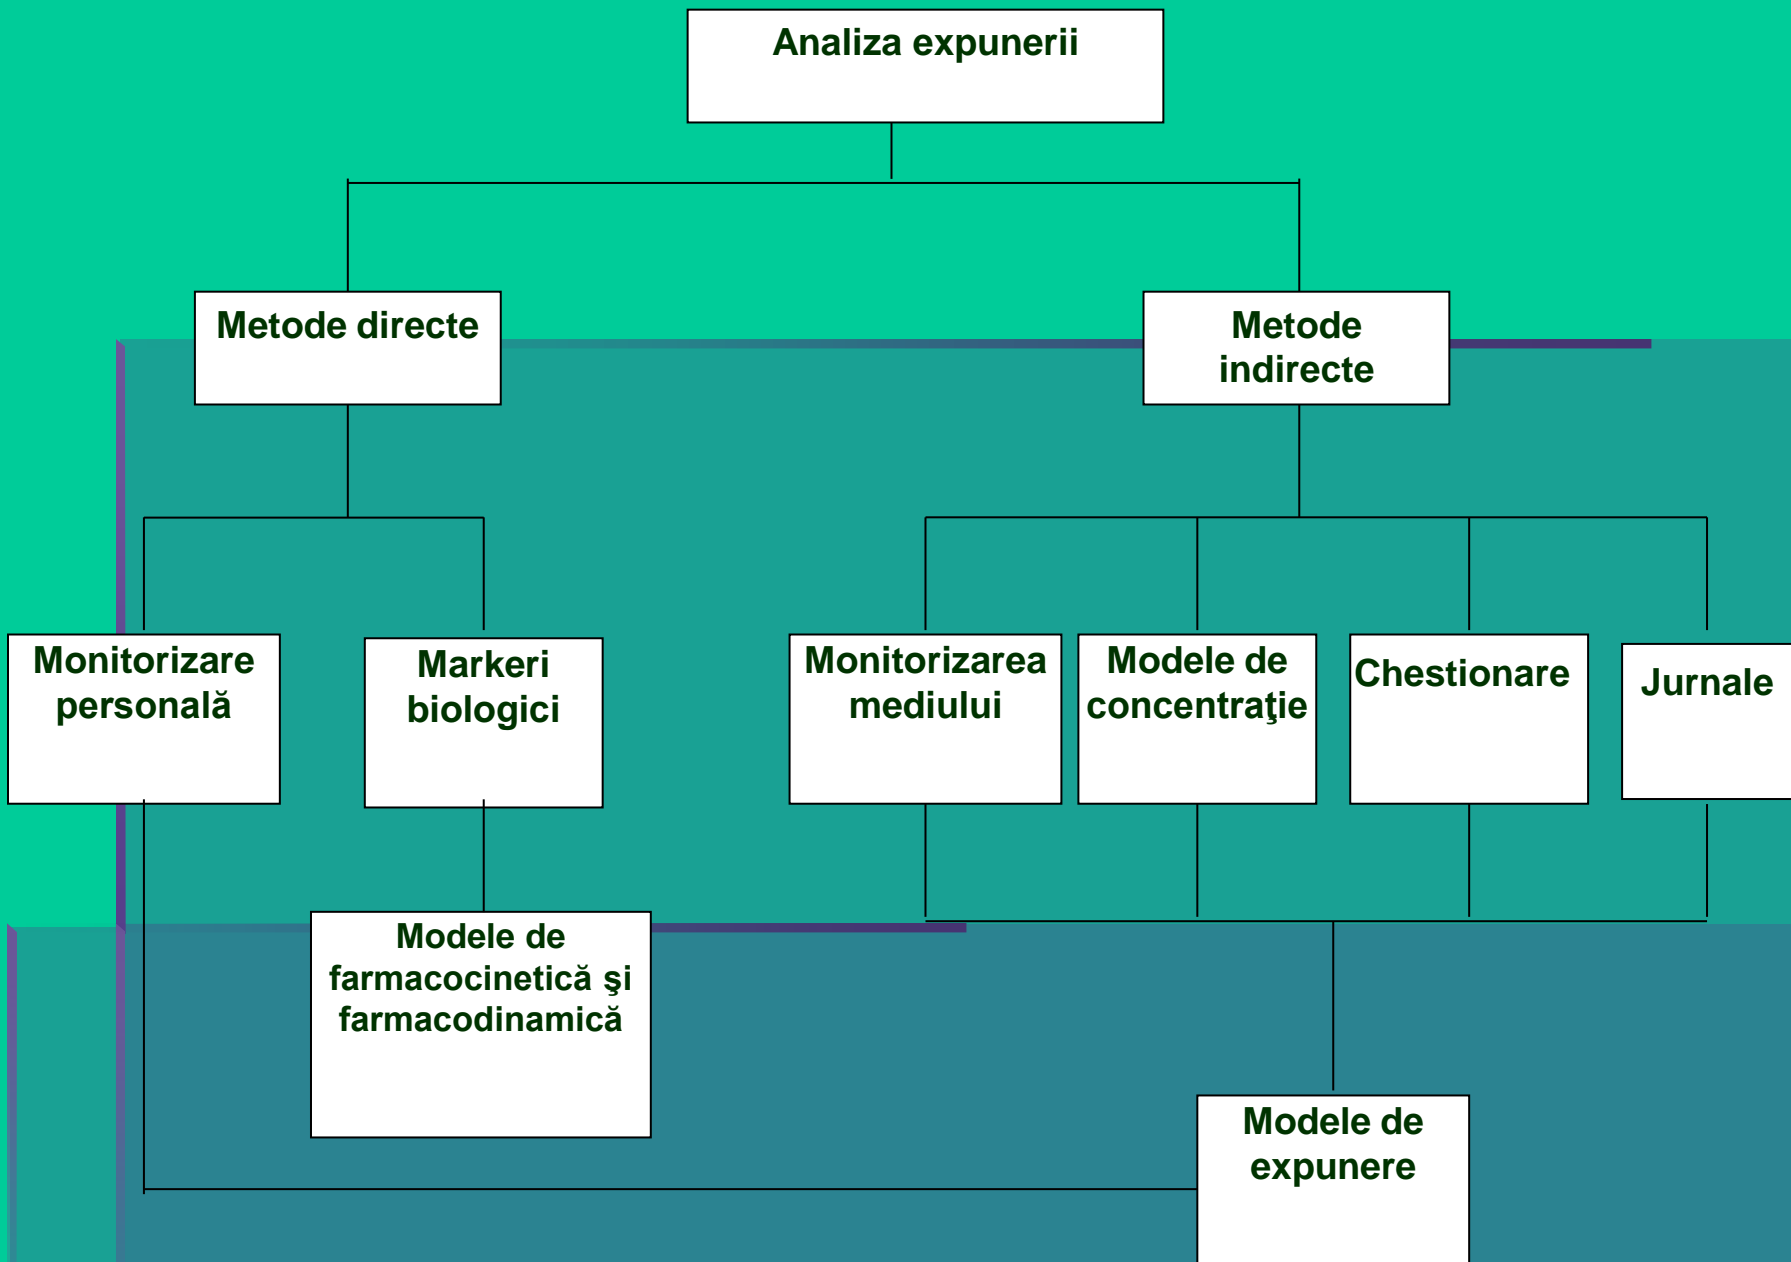 Analiza expunerii
Metode directe
Metode
indirecte
Monitorizare
personală
Markeri
biologici
Monitorizarea
mediului
Modele de
concentraţie
Chestionare
Jurnale
Modele de
farmacocinetică şi
farmacodinamică
Modele de
expunere